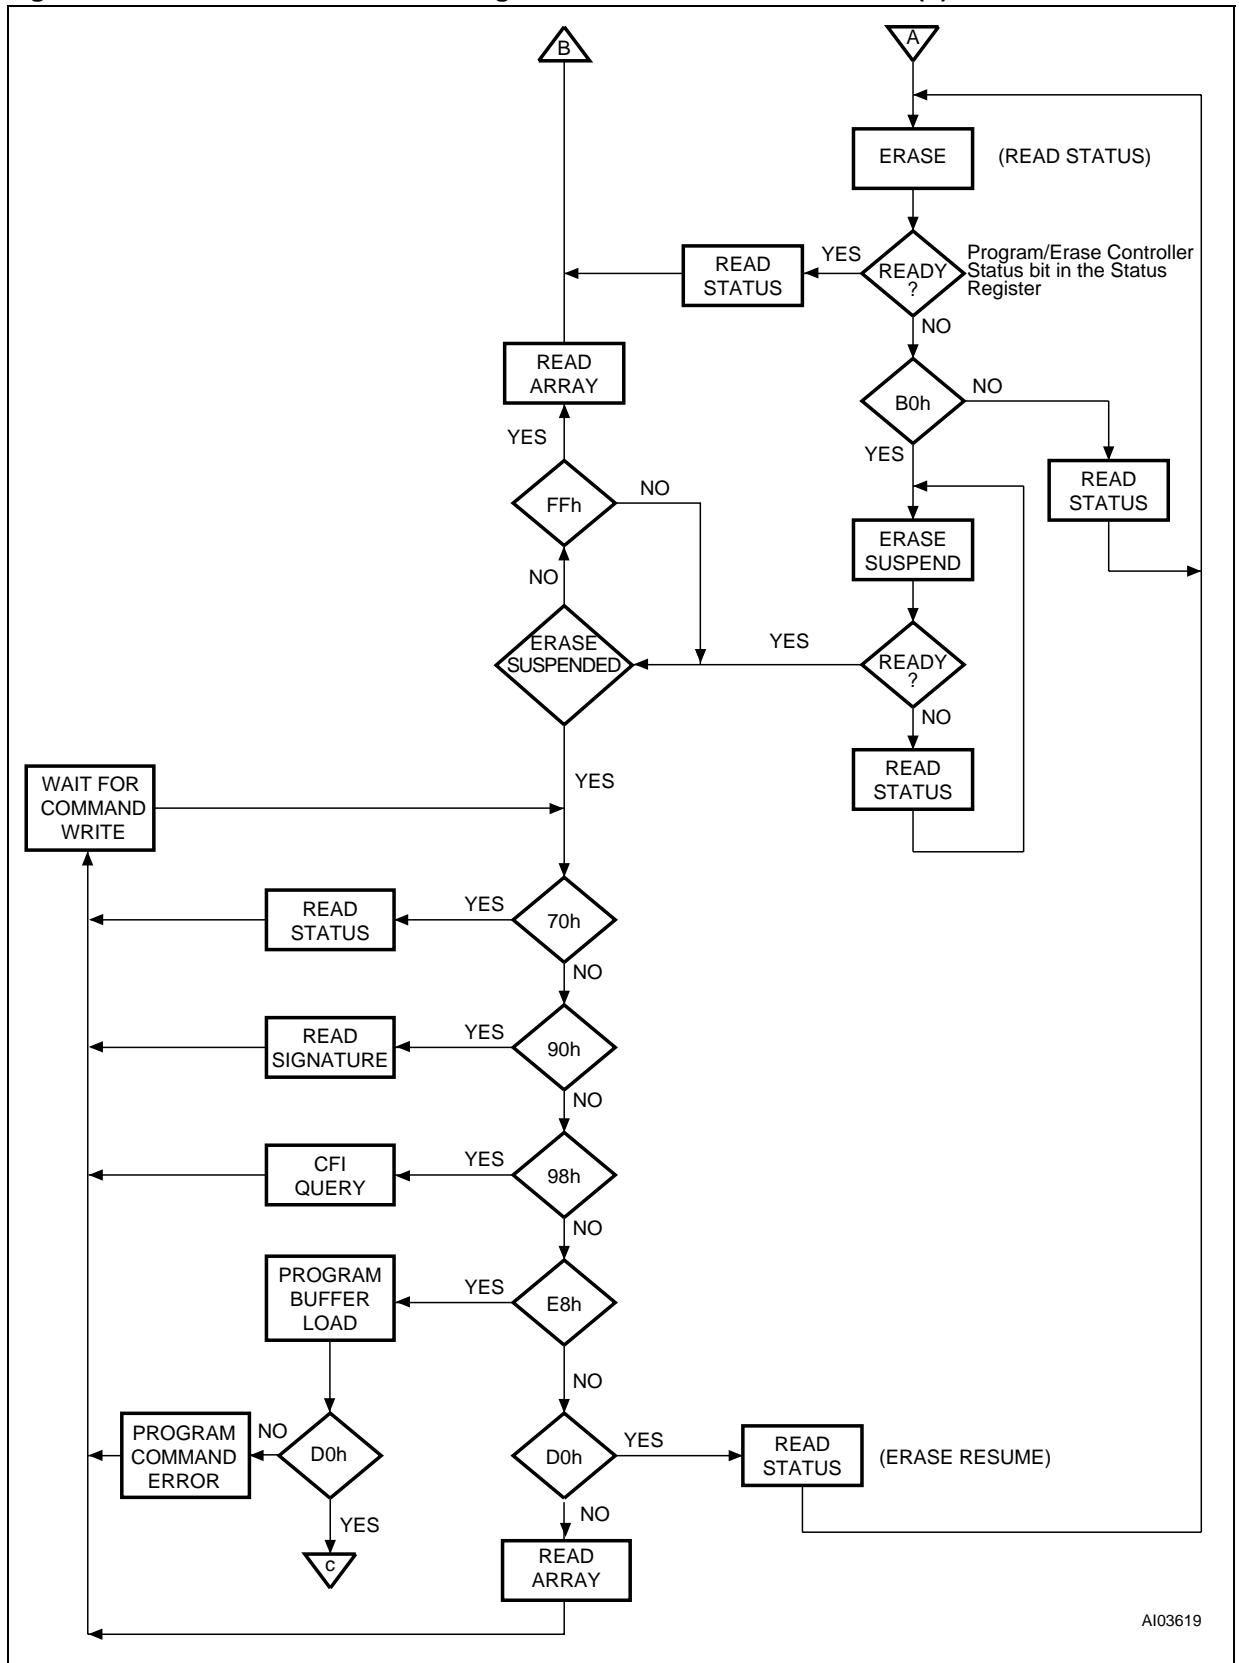 B
A
ERASE
(READ STATUS)
READ
STATUS
YES
READY
?
Program/Erase Controller
Status bit in the Status
Register
NO
READ
ARRAY
B0h
NO
YES
YES
READ
STATUS
FFh
NO
ERASE
SUSPEND
NO
ERASE
SUSPENDED
YES
READY
?
NO
YES
READ
STATUS
WAIT FOR
COMMAND
WRITE
READ
STATUS
YES
70h
NO
READ
SIGNATURE
YES
90h
NO
CFI
QUERY
YES
98h
NO
PROGRAM
BUFFER
LOAD
YES
E8h
NO
PROGRAM
COMMAND
ERROR
NO
D0h
D0h
YES
READ
STATUS
(ERASE RESUME)
YES
NO
c
READ
ARRAY
AI03619